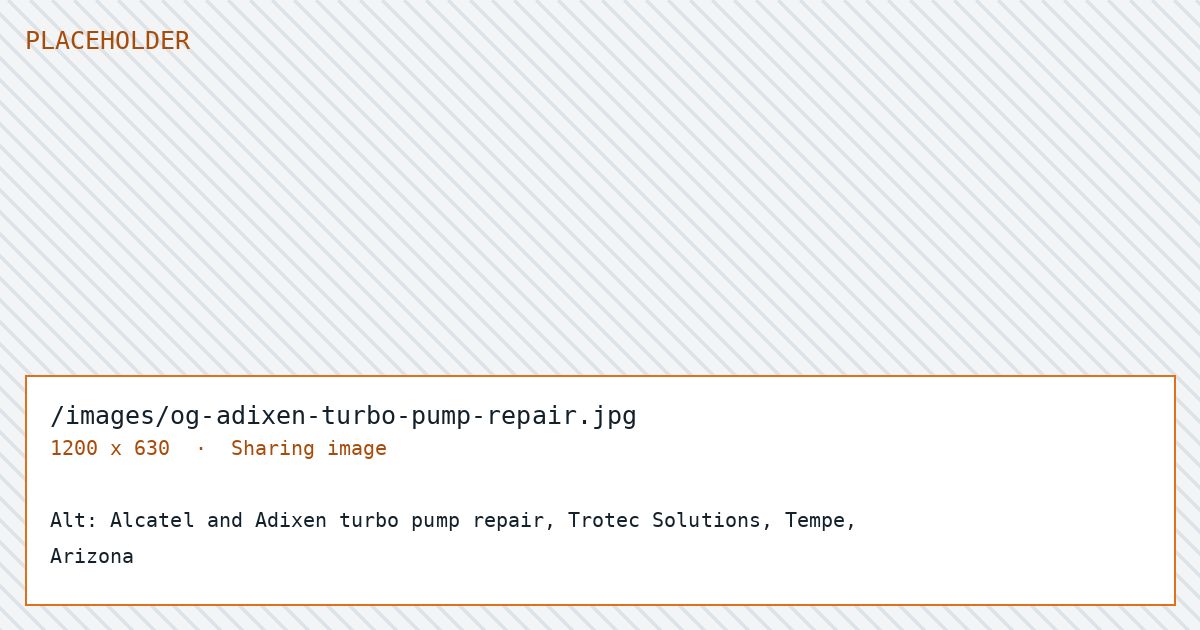 PLACEHOLDER
/images/og-adixen-turbo-pump-repair.jpg
1200 x 630 · Sharing image
Alt: Alcatel and Adixen turbo pump repair, Trotec Solutions, Tempe,
Arizona